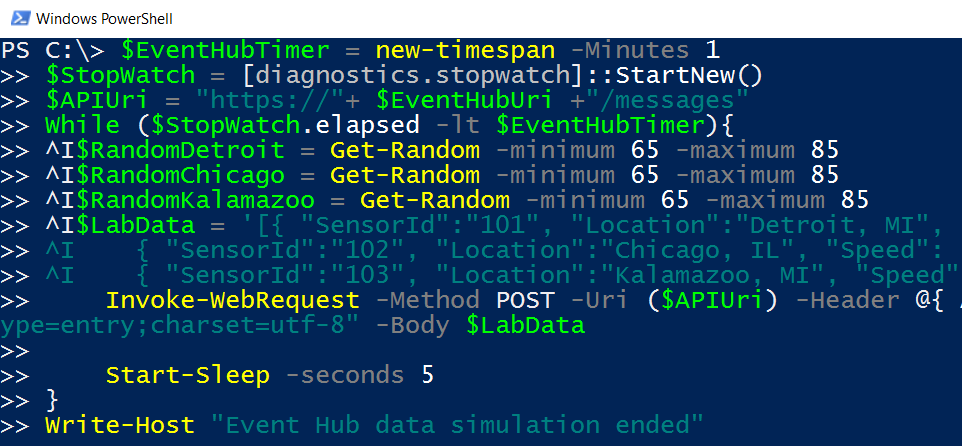 Windows PowerShell
PS C:\> $EventHubTimer = new-timespan -Minutes 1
>> $StopWatch = [diagnostics.stopwatch]::StartNew()
>> $APIUri = "https://"+ $EventHubUri +"/messages"
>> While ($StopWatch.elapsed -lt $EventHubTimer){
>> ^I$RandomDetroit = Get-Random -minimum 65 -maximum 85
>> ^I$RandomChicago = Get-Random -minimum 65 -maximum 85
>> ^I$RandomKalamazoo = Get-Random -minimum 65 -maximum 85
>> ^I$LabData = '[{ "SensorId":"101", "Location":"Detroit, MI",
>> ^I    { "SensorId":"102", "Location":"Chicago, IL", "Speed":
>> ^I    { "SensorId":"103", "Location":"Kalamazoo, MI", "Speed"
>>     Invoke-WebRequest -Method POST -Uri ($APIUri) -Header @{
ype=entry;charset=utf-8" -Body $LabData
>>
>>     Start-Sleep -seconds 5
>> }
>> Write-Host "Event Hub data simulation ended"